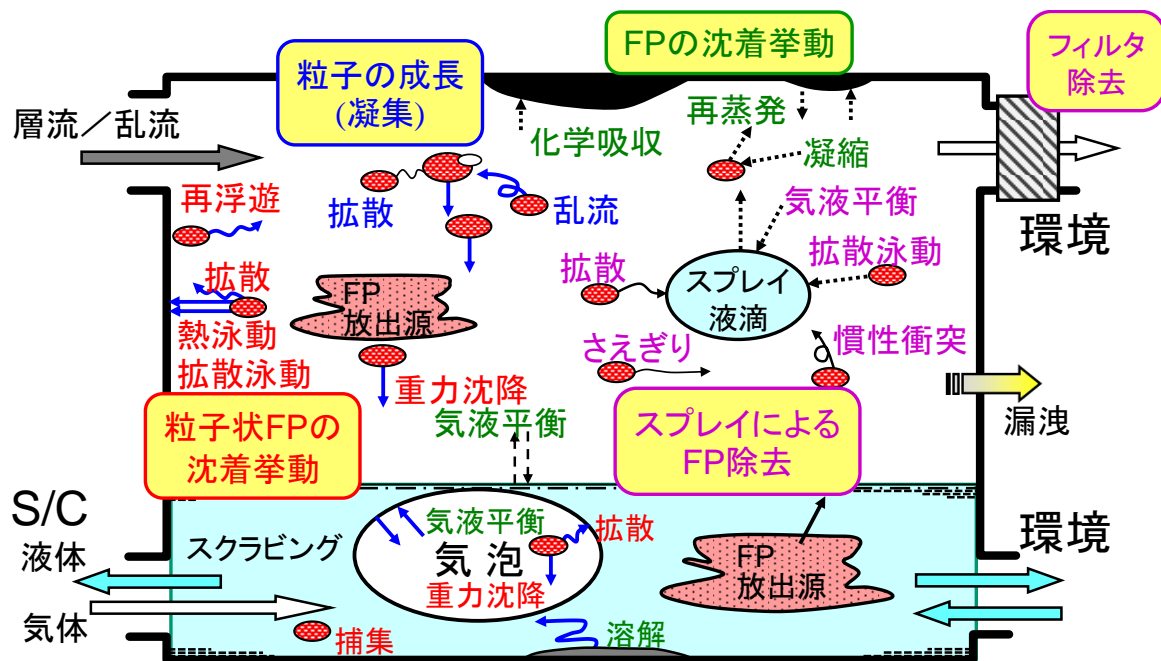 FPの沈着挙動
フィルタ
除去
粒子の成長
(凝集)
層流／乱流
化学吸収
再蒸発
凝縮
拡散
乱流
再浮遊
気液平衡
環境
拡散泳動
拡散
スプレイ
液滴
拡散
熱泳動
拡散泳動
FP
放出源
さえぎり
慣性衝突
重力沈降
漏洩
粒子状FPの
沈着挙動
気液平衡
スプレイによる
FP除去
S/C
液体
気体
スクラビング
気液平衡
気泡
重力沈降
拡散
FP
放出源
環境
捕集
溶解